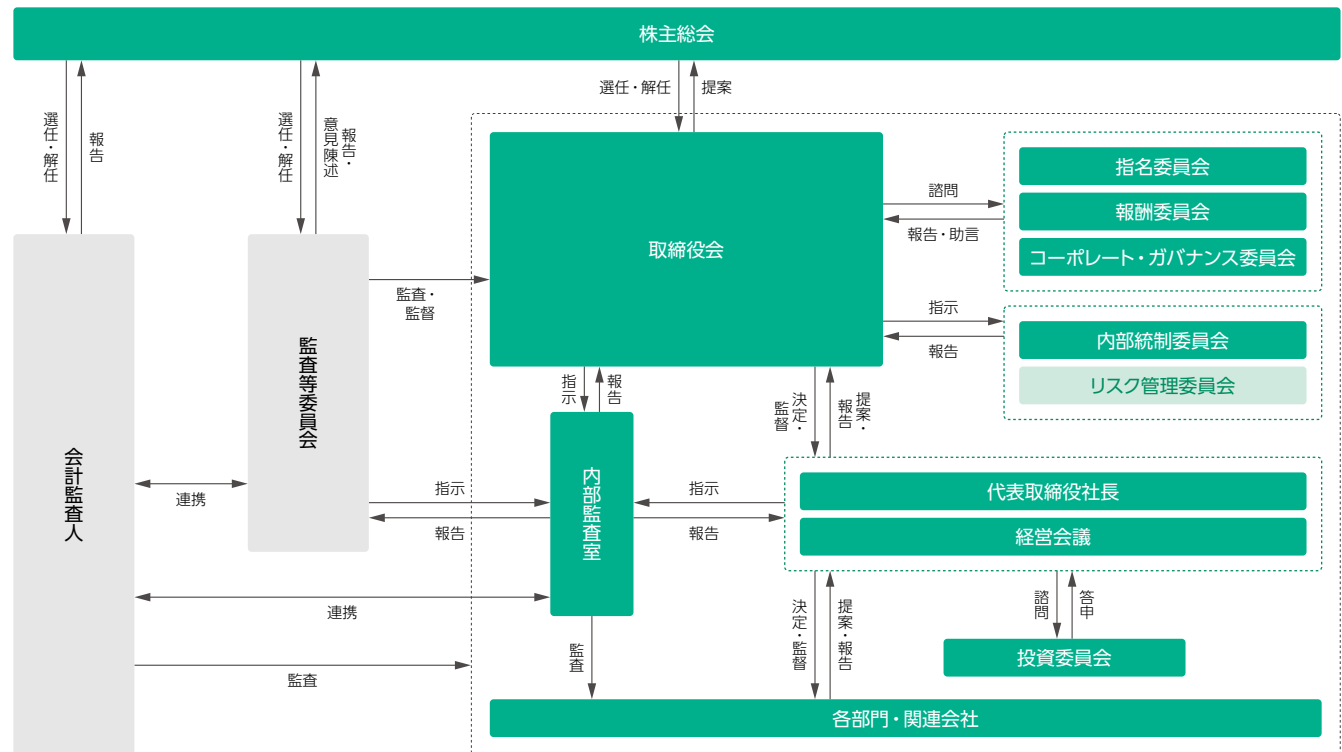 株主総会
選任・解任
報告
選任・解任
報告・
意見陳述
選任・解任
提案
指名委員会
報酬委員会
コーポレート・ガバナンス委員会
諮問
報告・助言
取締役会
監査・
監督
指示
報告
内部統制委員会
リスク管理委員会
監査等委員会
指示
報告
決定・
監督
提案・
報告
会計監査人
連携
指示
報告
内部監査室
指示
報告
代表取締役社長
経営会議
連携
決定・監督
提案・報告
諮問
答申
投資委員会
監査
監査
各部門・関連会社